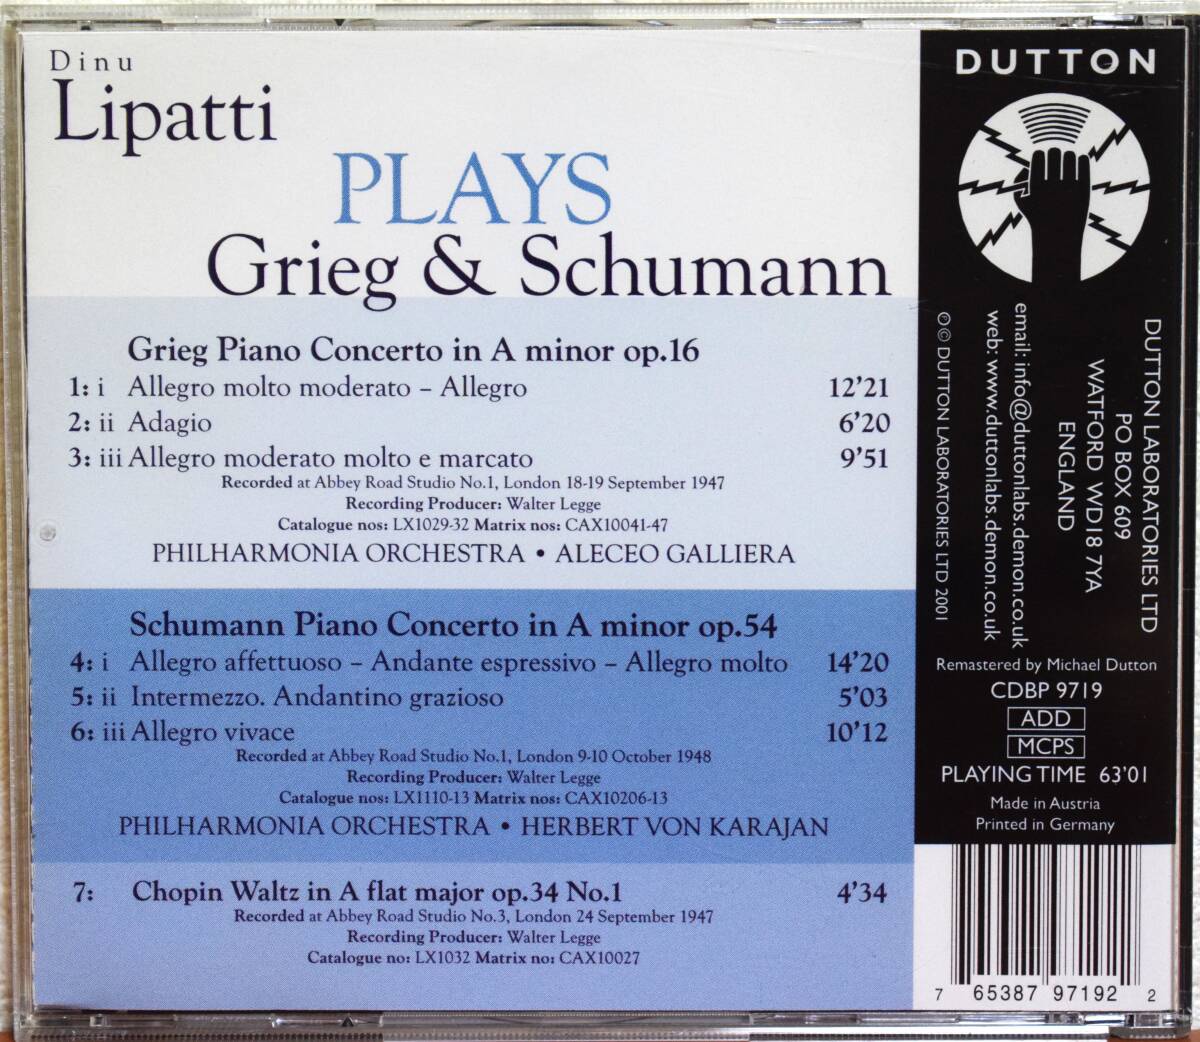 Dinu
Lipatti
PLAYS
Grieg & Schumann
Grieg Piano Concerto in A minor op.16
1: i Allegro molto moderato – Allegro 12'21
2: ii Adagio 6'20
3: iii Allegro moderato molto e marcato 9'51
Recorded at Abbey Road Studio No.1, London 18-19 September 1947
Recording Producer: Walter Legge
Catalogue nos: LX1029-32 Matrix nos: CAX10041-47
PHILHARMONIA ORCHESTRA • ALECEO GALLIERA
Schumann Piano Concerto in A minor op.54
4: i Allegro affettuoso – Andante espressivo – Allegro molto 14'20
5: ii Intermezzo. Andantino grazioso 5'03
6: iii Allegro vivace 10'12
Recorded at Abbey Road Studio No.1, London 9-10 October 1948
Recording Producer: Walter Legge
Catalogue nos: LX1110-13 Matrix nos: CAX10206-13
PHILHARMONIA ORCHESTRA • HERBERT VON KARAJAN
7: Chopin Waltz in A flat major op.34 No.1 4'34
Recorded at Abbey Road Studio No.3, London 24 September 1947
Recording Producer: Walter Legge
Catalogue no: LX1032 Matrix no: CAX10027
DUTTON
DUTTON LABORATORIES LTD
PO BOX 609
WATFORD WD18 7YA
ENGLAND
email: info@duttonlabs.demon.co.uk
web: www.duttonlabs.demon.co.uk
℗© DUTTON LABORATORIES LTD 2001
Remastered by Michael Dutton
CDBP 9719
ADD
MCPS
PLAYING TIME 63'01
Made in Austria
Printed in Germany
7 65387 97192 2